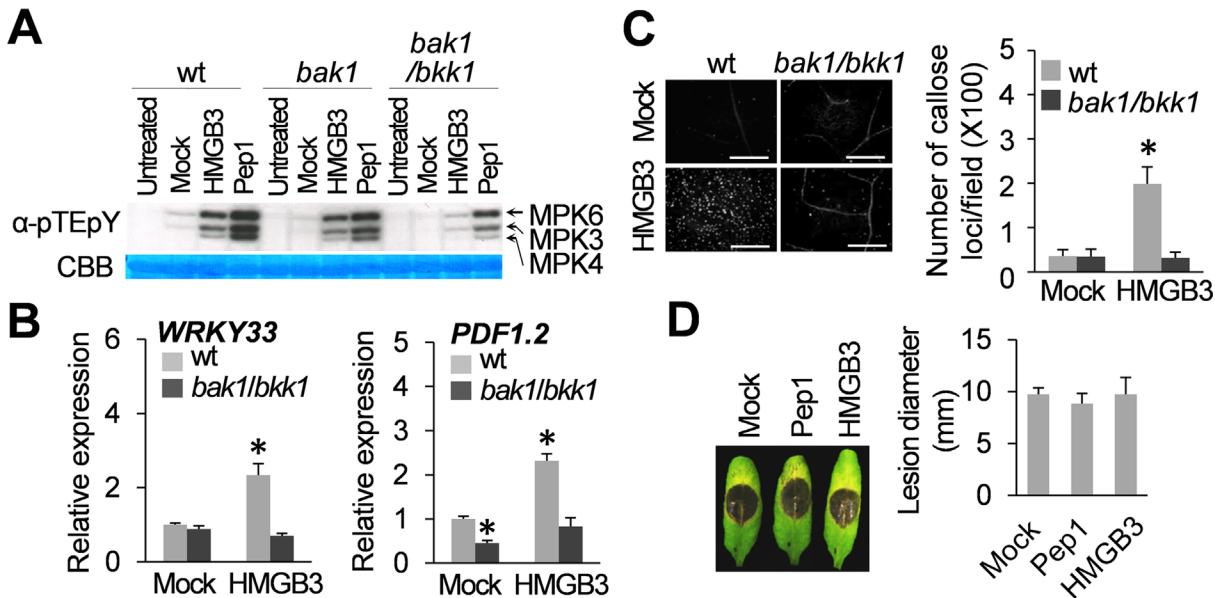 A
wt
bak1
bak1
/bkk1
Untreated
Mock
HMGB3
Pep1
Untreated
Mock
HMGB3
Pep1
Untreated
Mock
HMGB3
Pep1
α-pTEpY
MPK6
MPK3
MPK4
CBB
B
WRKY33
wt
bak1/bkk1
Relative expression
6
4
2
0
Mock
HMGB3
PDF1.2
wt
bak1/bkk1
Relative expression
5
4
3
2
1
0
Mock
HMGB3
C
wt
bak1/bkk1
Mock
HMGB3
Number of callose
loci/field (X100)
5
4
3
2
1
0
wt
bak1/bkk1
*
Mock
HMGB3
D
Mock
Pep1
HMGB3
Lesion diameter
(mm)
15
10
5
0
Mock
Pep1
HMGB3